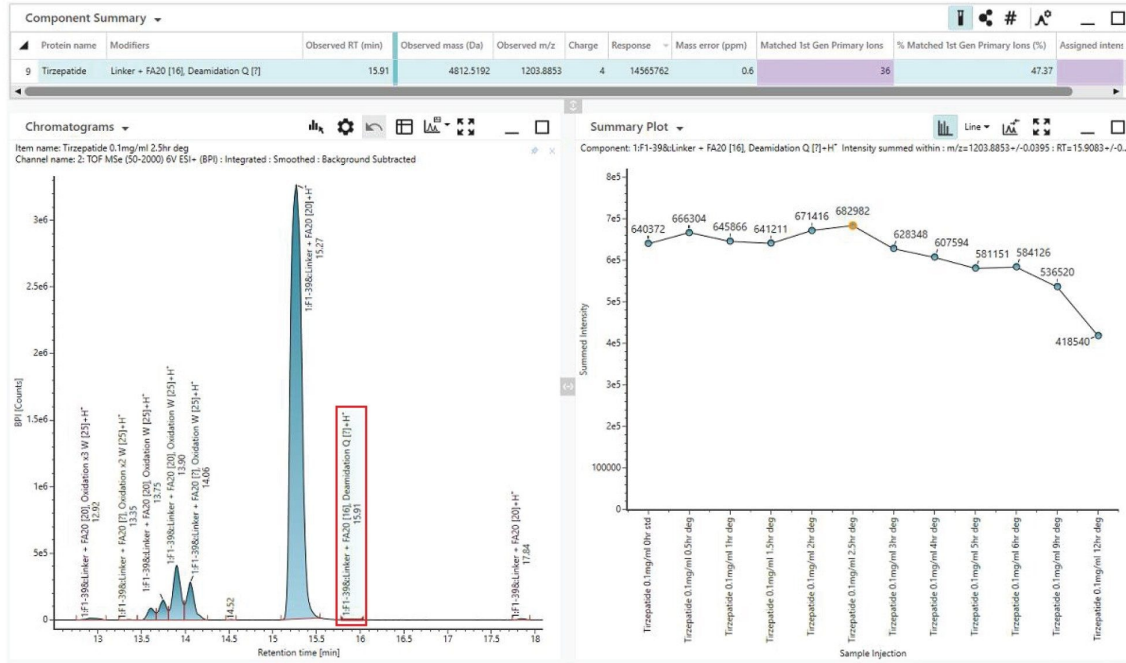 Component Summary
Protein name Modifiers Observed RT (min) Observed mass (Da) Observed m/z Charge Response Mass error (ppm) Matched 1st Gen Primary Ions % Matched 1st Gen Primary Ions (%) Assigned intens
9 Tirzepatide Linker + FA20 [16], Deamidation Q [?] 15.91 4812.5192 1203.8853 4 14565762 0.6 36 47.37
Chromatograms
Item name: Tirzepatide 0.1mg/ml 2.5hr deg
Channel name: 2: TOF MSe (50-2000) 6V ESI+ (BPI) : Integrated : Smoothed : Background Subtracted
BPI [Counts]
3e6
2.5e6
2e6
1.5e6
1e6
5e5
0
1:F1-39&εLinker + FA20 [20], Oxidation x3 W [25]+H⁺
12.92
1:F1-39&εLinker + FA20 [?], Oxidation x2 W [25]+H⁺
13.35
1:F1-39&εLinker + FA20 [20], Oxidation W [25]+H⁺
13.75
1:F1-39&εLinker + FA20 [20], Oxidation W [25]+H⁺
13.90
1:F1-39&εLinker + FA20 [?], Oxidation W [25]+H⁺
14.06
14.52
1:F1-39&εLinker + FA20 [20]+H⁺
15.27
1:F1-39&εLinker + FA20 [16], Deamidation Q [?]+H⁺
15.91
1:F1-39&εLinker + FA20 [20]+H⁺
17.84
13 13.5 14 14.5 15 15.5 16 16.5 17 17.5 18
Retention time [min]
Summary Plot
Line
Component: 1:F1-39&εLinker + FA20 [16], Deamidation Q [?]+H⁺ Intensity summed within : m/z=1203.8853+/-0.0395 : RT=15.9083+/-0...
Summed Intensity
8e5
7e5
6e5
5e5
4e5
100000
0
640372
666304
645866
641211
671416
682982
628348
607594
581151
584126
536520
418540
Tirzepatide 0.1mg/ml 0hr std
Tirzepatide 0.1mg/ml 0.5hr deg
Tirzepatide 0.1mg/ml 1hr deg
Tirzepatide 0.1mg/ml 1.5hr deg
Tirzepatide 0.1mg/ml 2hr deg
Tirzepatide 0.1mg/ml 2.5hr deg
Tirzepatide 0.1mg/ml 3hr deg
Tirzepatide 0.1mg/ml 4hr deg
Tirzepatide 0.1mg/ml 5hr deg
Tirzepatide 0.1mg/ml 6hr deg
Tirzepatide 0.1mg/ml 9hr deg
Tirzepatide 0.1mg/ml 12hr deg
Sample Injection